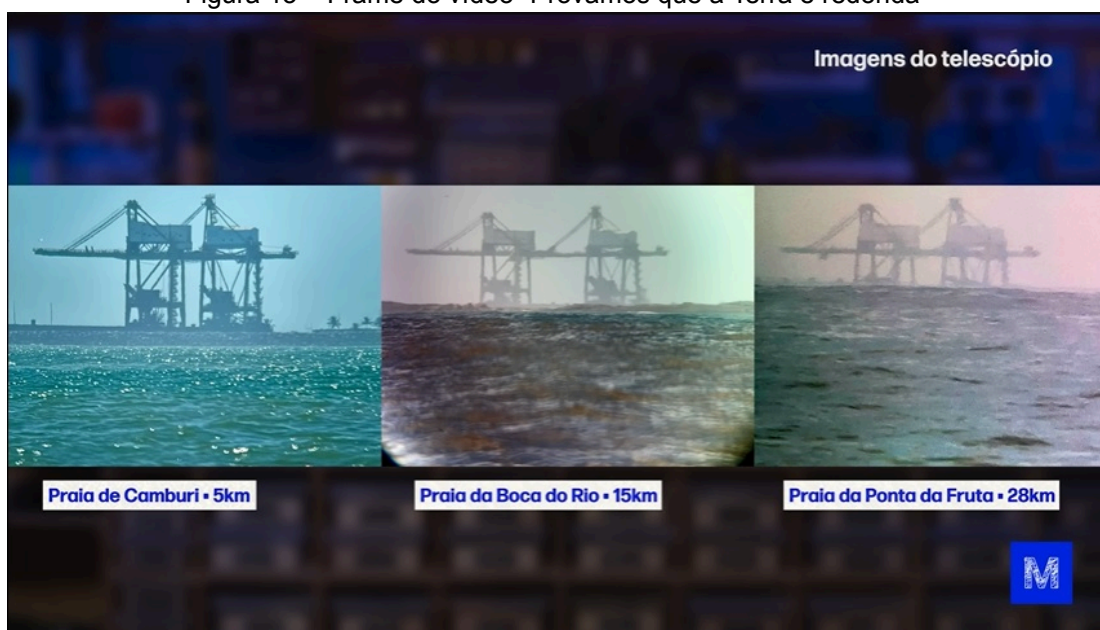 Imagens do telescópio
Praia de Camburi ▪ 5km
Praia da Boca do Rio ▪ 15km
Praia da Ponta da Fruta ▪ 28km
M